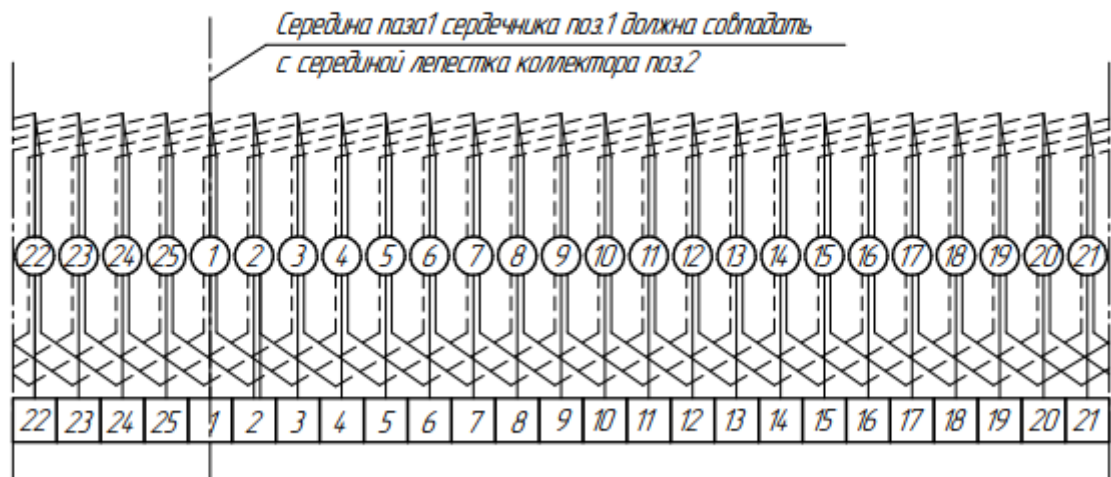 Середина паза1 сердечника поз.1 должна совпадать
с серединой лепестка коллектора поз.2
22 23 24 25 1 2 3 4 5 6 7 8 9 10 11 12 13 14 15 16 17 18 19 20 21
22 23 24 25 1 2 3 4 5 6 7 8 9 10 11 12 13 14 15 16 17 18 19 20 21